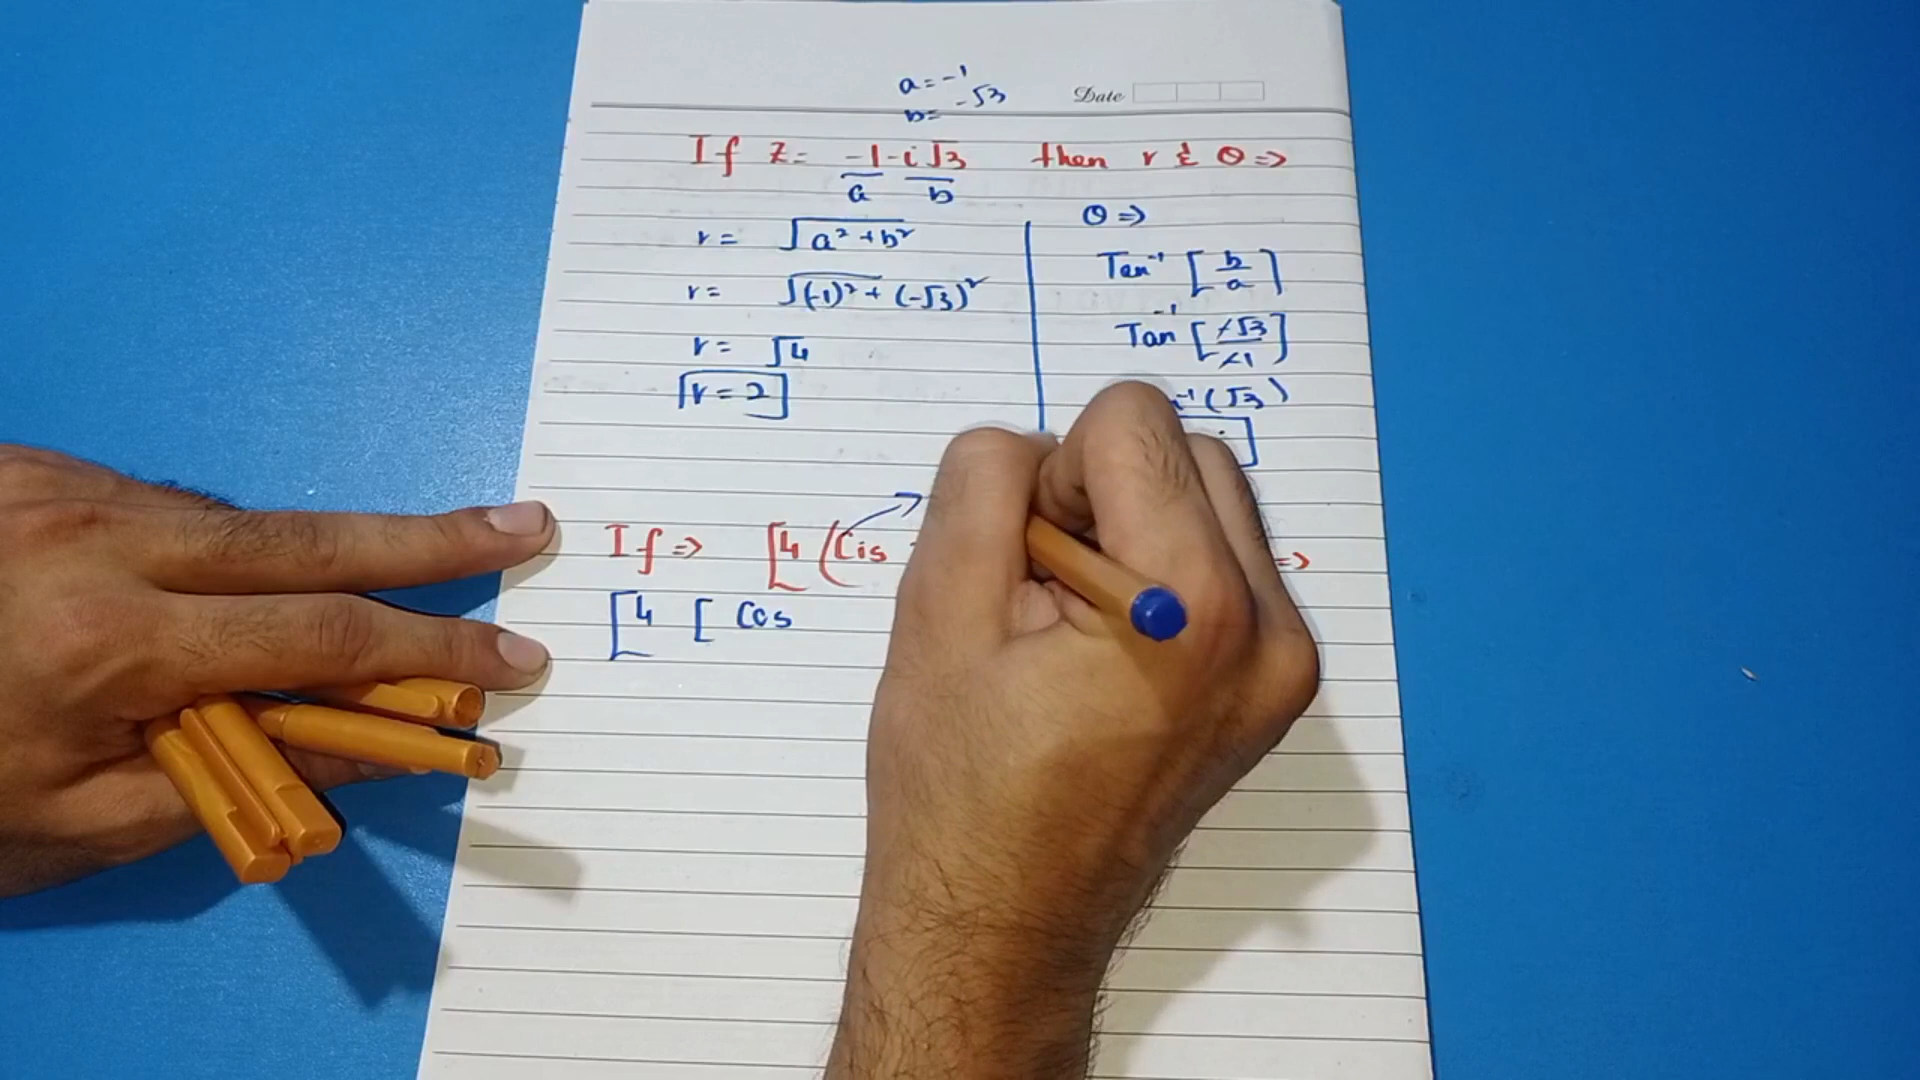 a = -1
b = -√3
Date
If z = -1 - i√3 then r & θ =>
a b
r = √a² + b²
r = √(-1)² + (-√3)²
r = √4
r = 2
θ =>
Tan⁻¹ [b/a]
Tan⁻¹ [-√3/-1]
⁻¹(√3)
If => [4 (Cis =>
[4 [ Cos